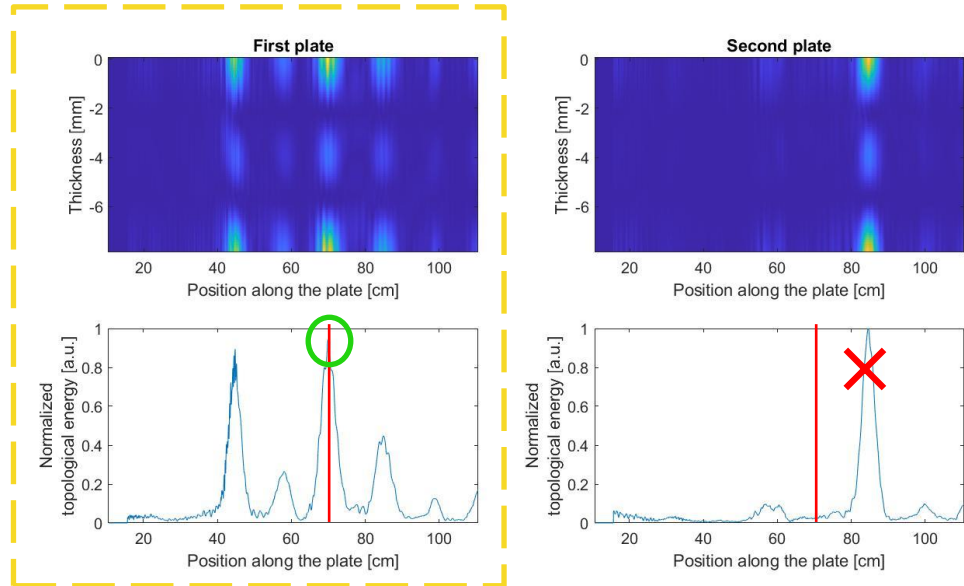 First plate
0
-2
-4
-6
Thickness [mm]
20 40 60 80 100
Position along the plate [cm]
Second plate
0
-2
-4
-6
Thickness [mm]
20 40 60 80 100
Position along the plate [cm]
1
0.8
0.6
0.4
0.2
0
Normalized
topological energy [a.u.]
20 40 60 80 100
Position along the plate [cm]
1
0.8
0.6
0.4
0.2
0
Normalized
topological energy [a.u.]
20 40 60 80 100
Position along the plate [cm]